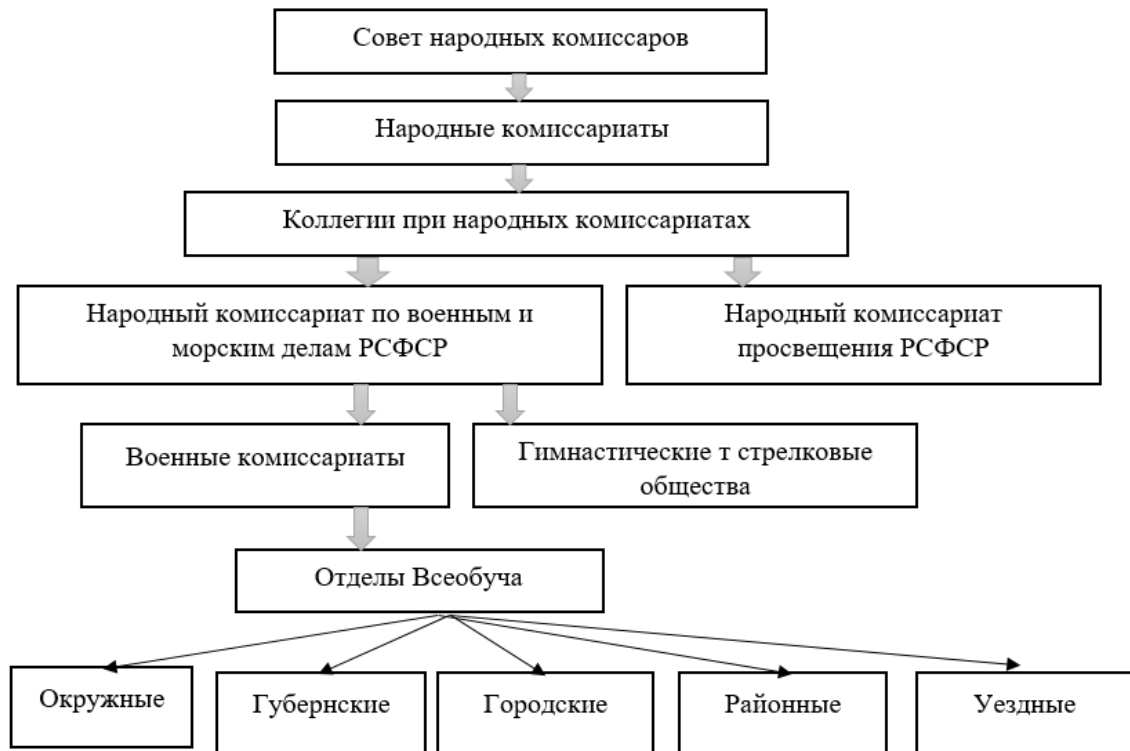 Совет народных комиссаров
Народные комиссариаты
Коллегии при народных комиссариатах
Народный комиссариат по военным и
морским делам РСФСР
Народный комиссариат
просвещения РСФСР
Военные комиссариаты
Гимнастические т стрелковые
общества
Отделы Всеобуча
Окружные
Губернские
Городские
Районные
Уездные